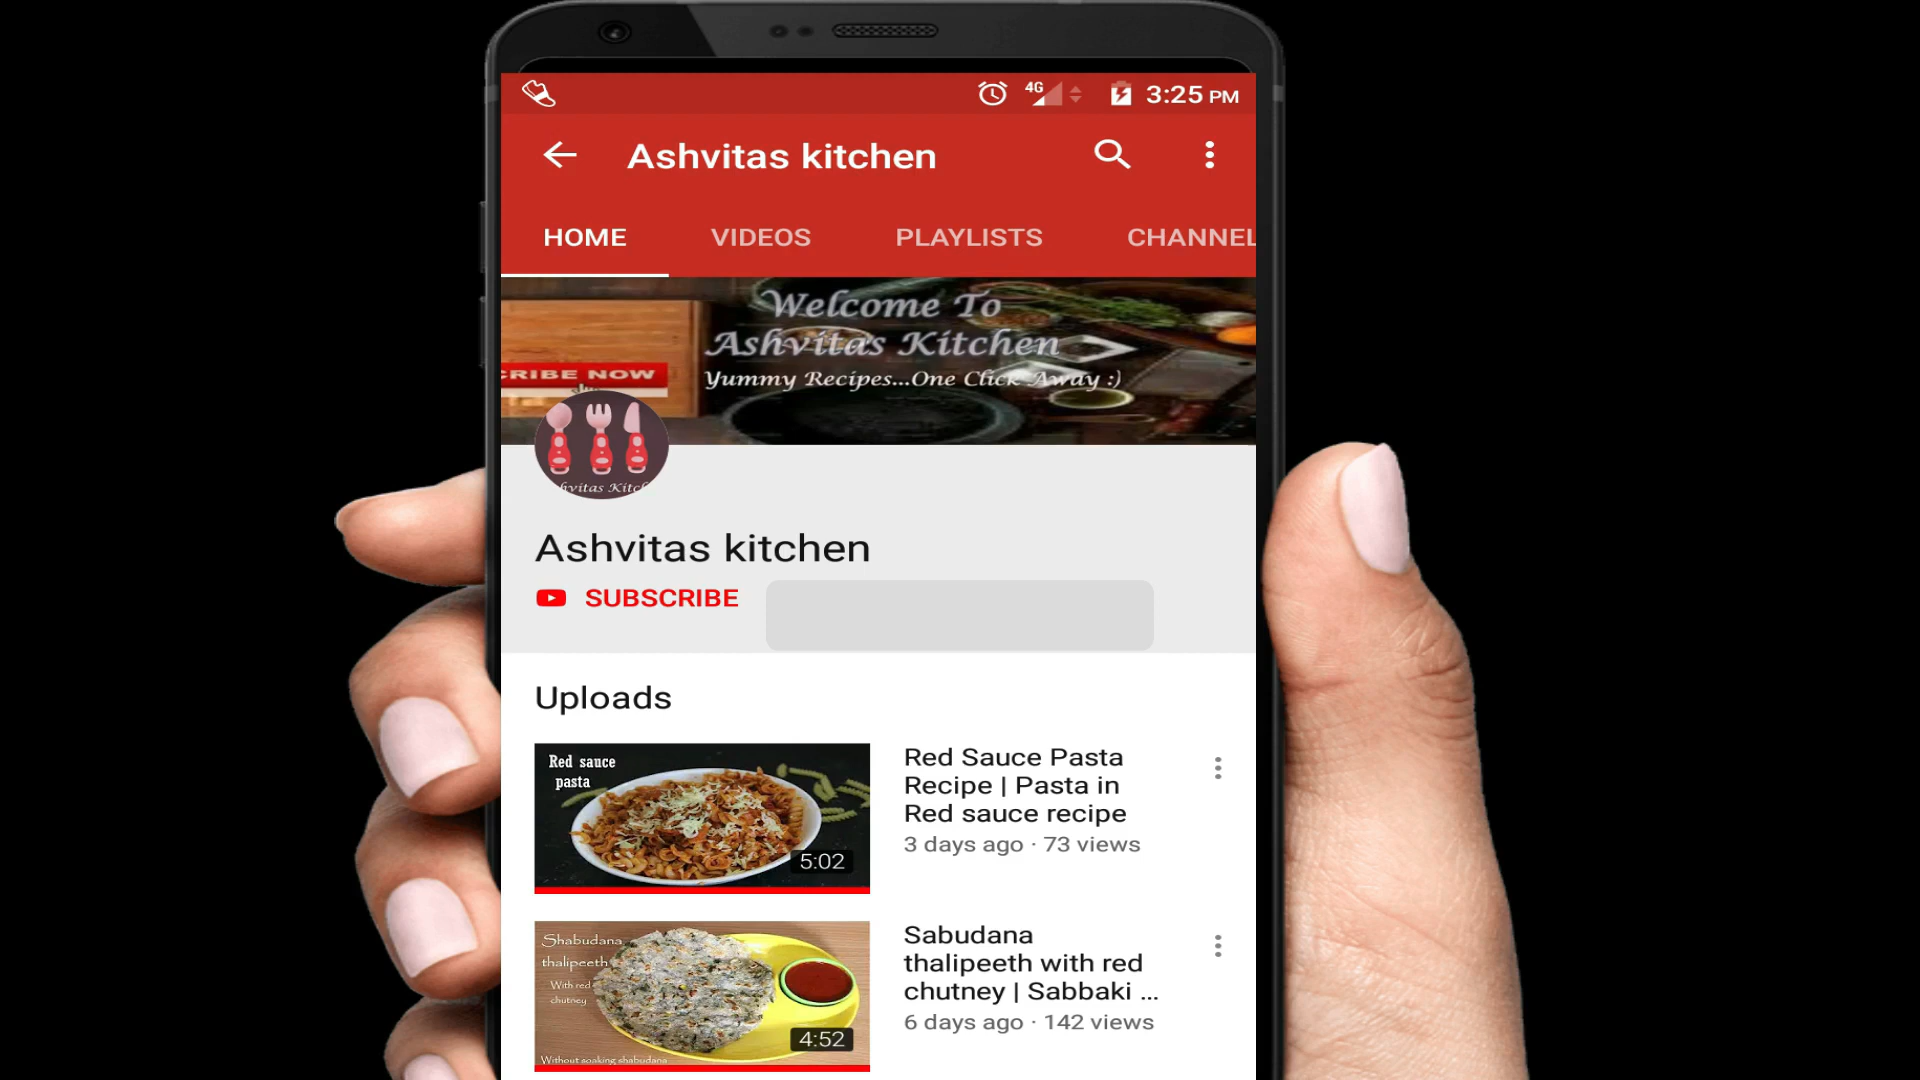 4G 3:25 PM
Ashvitas kitchen
HOME VIDEOS PLAYLISTS CHANNEL
Welcome To
Ashvitas Kitchen
Yummy Recipes...One Click Away :)
CRIBE NOW
hvitas Kitch
Ashvitas kitchen
SUBSCRIBE
Uploads
Red sauce
pasta
5:02
Red Sauce Pasta
Recipe | Pasta in
Red sauce recipe
3 days ago · 73 views
Shabudana
thalipeeth
With red
chutney
4:52
Without soaking shabudana
Sabudana
thalipeeth with red
chutney | Sabbaki ...
6 days ago · 142 views